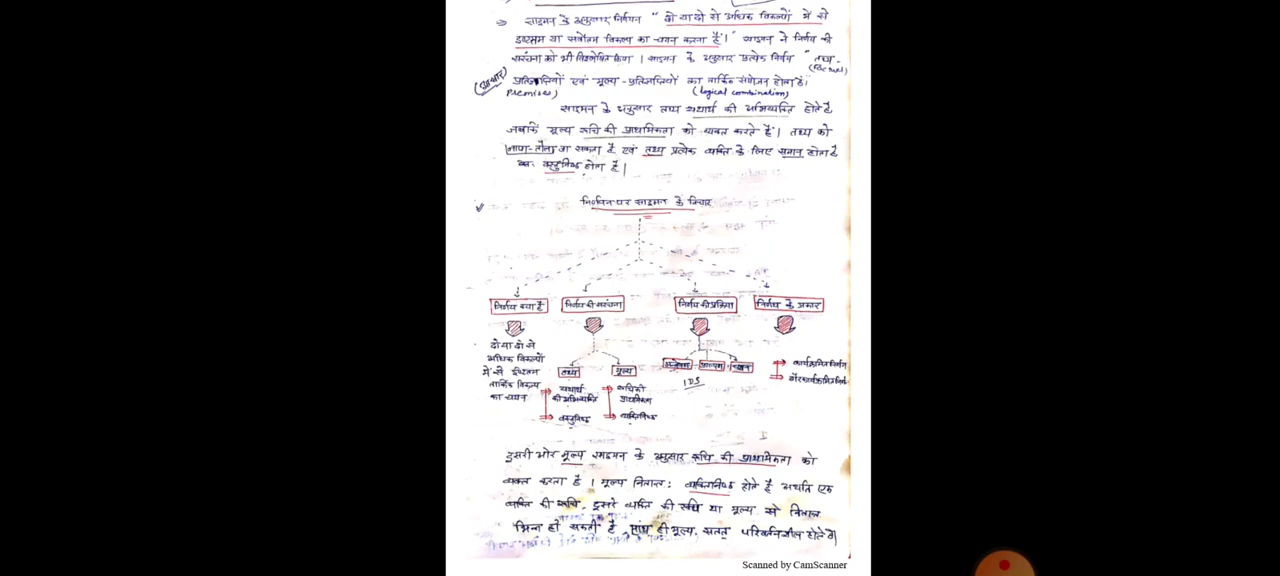 साइमन के अनुसार निर्णयन " दो या दो से अधिक विकल्पों में से
इष्टतम या सर्वोत्तम विकल्प का चयन करना है।" साइमन ने निर्णय की
संरचना को भी विश्लेषित किया। साइमन के अनुसार प्रत्येक निर्णय " तथ्य-
(Factual)
प्रतिज्ञप्तियों एवं मूल्य-प्रतिज्ञप्तियों का तार्किक संयोजन होता है।"
Premises) (logical combination)
साइमन के अनुसार तथ्य यथार्थ की अभिव्यक्ति होते हैं
जबकि मूल्य रूचि की प्राथमिकता को व्यक्त करते हैं। तथ्य को
नापा-तौला जा सकता है एवं तथ्य प्रत्येक व्यक्ति के लिए समान होता है
अतः वस्तुनिष्ठ होता है।
निर्णयन पर साइमन के विचार
निर्णय क्या है निर्णय की संरचना निर्णय की प्रक्रिया निर्णय के प्रकार
दो या दो से
अधिक विकल्पों
में से इष्टतम
तार्किक विकल्प
का चयन
तथ्य मूल्य
यथार्थ
की अभिव्यक्ति
वस्तुनिष्ठ
रूचि की
प्राथमिकता
व्यक्तिनिष्ठ
IDS
कार्यक्रमित निर्णय
गैर कार्यक्रमित निर्णय
दुसरी ओर मूल्य साइमन के अनुसार रूचि की प्राथमिकता को
व्यक्त करता है। मूल्य नितान्त: व्यक्तिनिष्ठ होते हैं अर्थात एक
व्यक्ति की रूचि, दुसरे व्यक्ति की रूचि या मूल्य से नितान्त
भिन्न हो सकती है, साथ ही मूल्य, सतत् परिवर्तनशील होते हैं।
Scanned by CamScanner